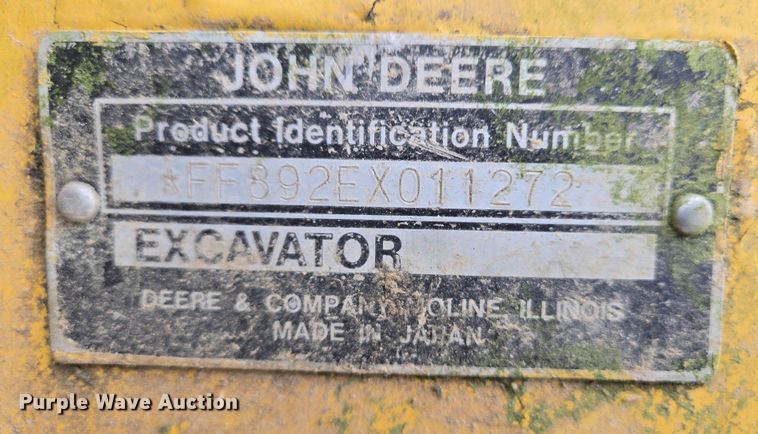 JOHN DEERE
Product Identification Number
*FF892EX011272
EXCAVATOR
DEERE & COMPANY MOLINE, ILLINOIS
MADE IN JAPAN
Purple Wave Auction